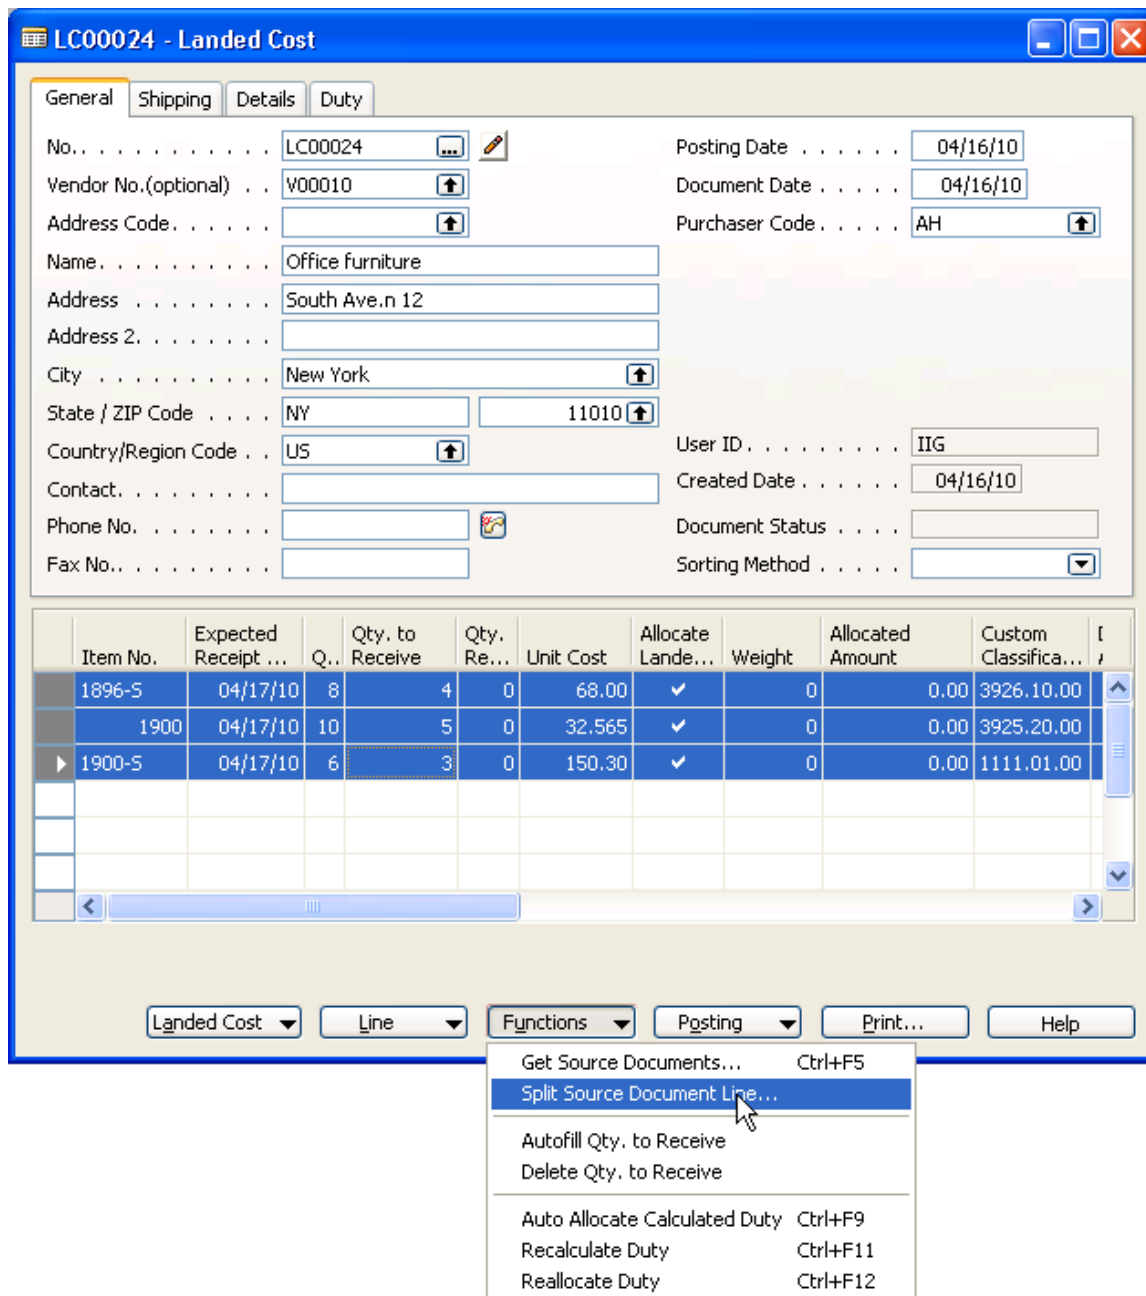 LC00024 - Landed Cost
General Shipping Details Duty
No.. . . . . . . . . . . LC00024 ... Posting Date . . . . . . 04/16/10
Vendor No.(optional) . . V00010 Document Date . . . . . 04/16/10
Address Code. . . . . . Purchaser Code. . . . . AH
Name. . . . . . . . . . Office furniture
Address . . . . . . . . South Ave.n 12
Address 2. . . . . . . .
City . . . . . . . . . . New York
State / ZIP Code . . . . NY 11010
Country/Region Code . . US User ID. . . . . . . . . IIG
Contact. . . . . . . . . Created Date . . . . . . 04/16/10
Phone No. . . . . . . . Document Status . . . .
Fax No.. . . . . . . . . Sorting Method . . . . .
Expected Qty. to Qty. Allocate Allocated Custom
Item No. Receipt ... Q.. Receive Re... Unit Cost Lande... Weight Amount Classifica...
1896-S 04/17/10 8 4 0 68.00 ✔ 0 0.00 3926.10.00
1900 04/17/10 10 5 0 32.565 ✔ 0 0.00 3925.20.00
1900-S 04/17/10 6 3 0 150.30 ✔ 0 0.00 1111.01.00
Landed Cost Line Functions Posting Print... Help
Get Source Documents... Ctrl+F5
Split Source Document Line...
Autofill Qty. to Receive
Delete Qty. to Receive
Auto Allocate Calculated Duty Ctrl+F9
Recalculate Duty Ctrl+F11
Reallocate Duty Ctrl+F12